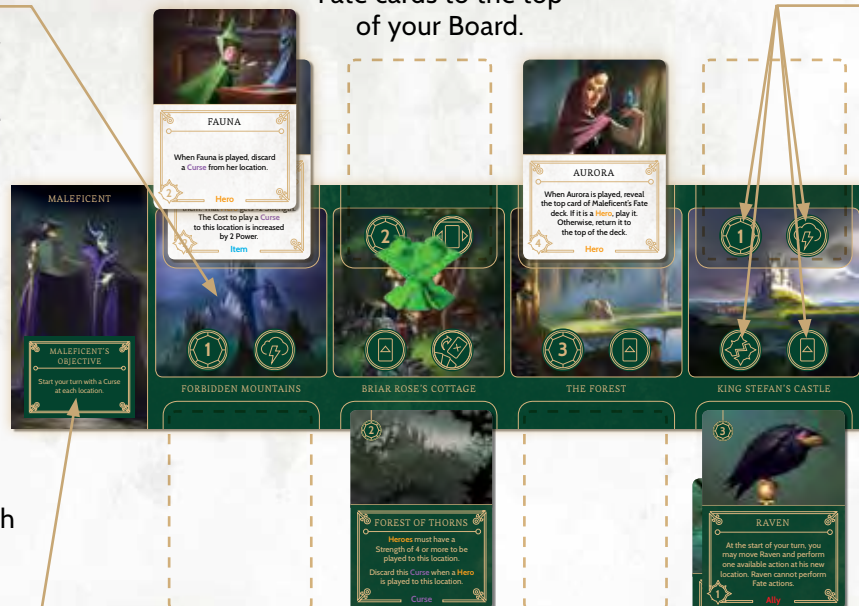 Fate cards to the top
of your Board.
FAUNA
When Fauna is played, discard
a Curse from her location.
2
Hero
The Cost to play a Curse
to this location is increased
by 2 Power.
Item
AURORA
When Aurora is played, reveal
the top card of Maleficent's Fate
deck. If it is a Hero, play it.
Otherwise, return it to
the top of the deck.
4
Hero
MALEFICENT
MALEFICENT'S
OBJECTIVE
Start your turn with a Curse
at each location.
1
2
3
1
FORBIDDEN MOUNTAINS
BRIAR ROSE'S COTTAGE
THE FOREST
KING STEFAN'S CASTLE
2
FOREST OF THORNS
Heroes must have a
Strength of 4 or more to be
played to this location.
Discard this Curse when a Hero
is played to this location.
Curse
3
RAVEN
At the start of your turn, you
may move Raven and perform
one available action at his new
location. Raven cannot perform
Fate actions.
1
Ally